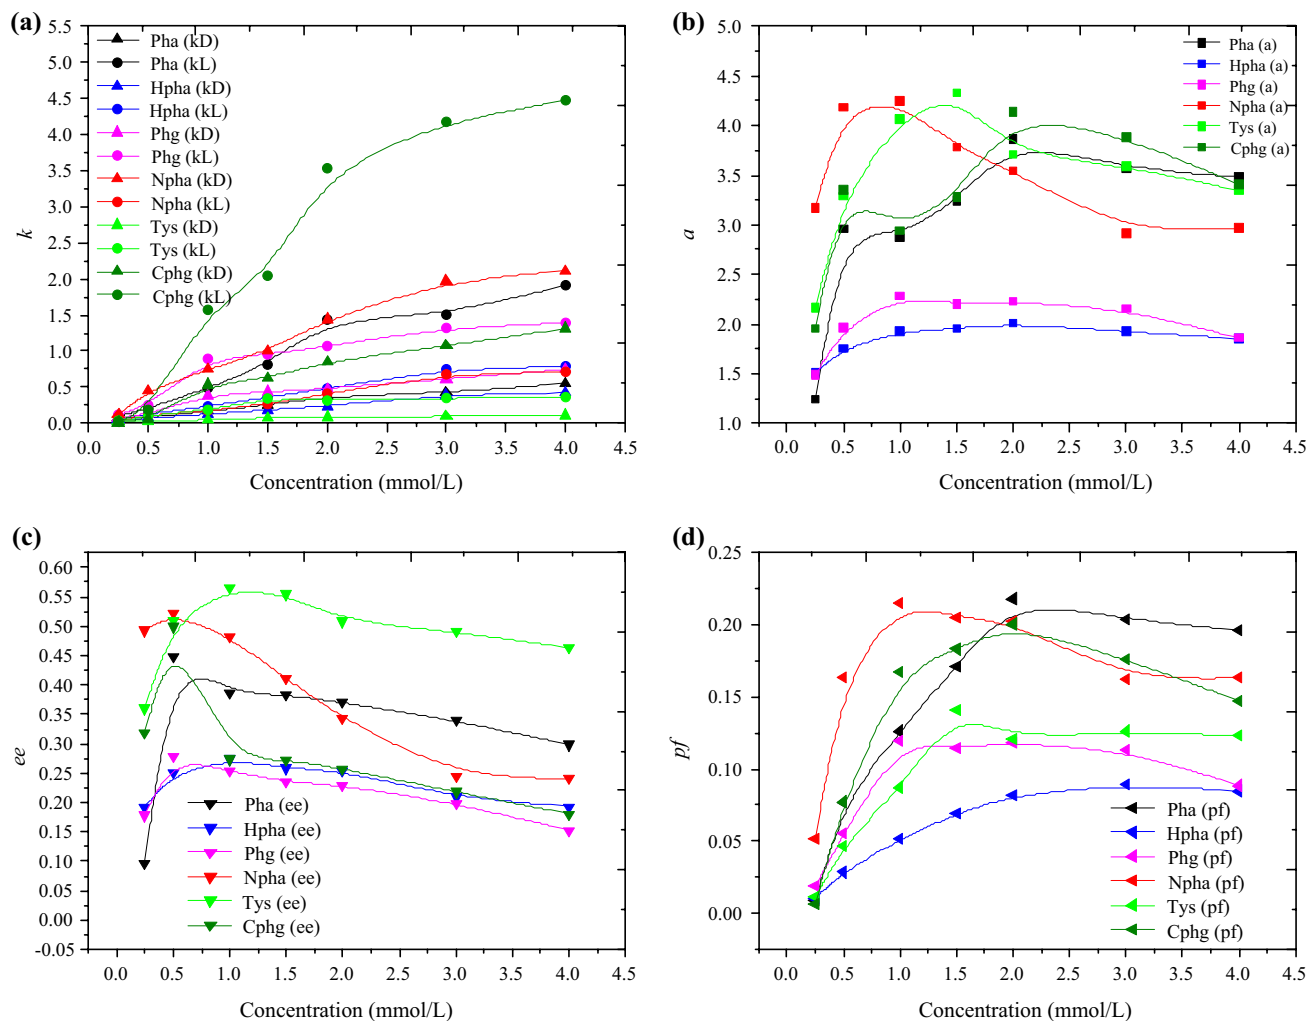 (a)
5.5
5.0
4.5
4.0
3.5
3.0
2.5
2.0
1.5
1.0
0.5
0.0
k
Pha (kD)
Pha (kL)
Hpha (kD)
Hpha (kL)
Phg (kD)
Phg (kL)
Npha (kD)
Npha (kL)
Tys (kD)
Tys (kL)
Cphg (kD)
Cphg (kL)
0.0 0.5 1.0 1.5 2.0 2.5 3.0 3.5 4.0 4.5
Concentration (mmol/L)
(b)
5.0
4.5
4.0
3.5
3.0
2.5
2.0
1.5
1.0
a
Pha (a)
Hpha (a)
Phg (a)
Npha (a)
Tys (a)
Cphg (a)
0.0 0.5 1.0 1.5 2.0 2.5 3.0 3.5 4.0 4.5
Concentration (mmol/L)
(c)
0.60
0.55
0.50
0.45
0.40
0.35
0.30
0.25
0.20
0.15
0.10
0.05
0.00
-0.05
ee
Pha (ee)
Hpha (ee)
Phg (ee)
Npha (ee)
Tys (ee)
Cphg (ee)
0.0 0.5 1.0 1.5 2.0 2.5 3.0 3.5 4.0 4.5
Concentration (mmol/L)
(d)
0.25
0.20
0.15
0.10
0.05
0.00
pf
Pha (pf)
Hpha (pf)
Phg (pf)
Npha (pf)
Tys (pf)
Cphg (pf)
0.0 0.5 1.0 1.5 2.0 2.5 3.0 3.5 4.0 4.5
Concentration (mmol/L)